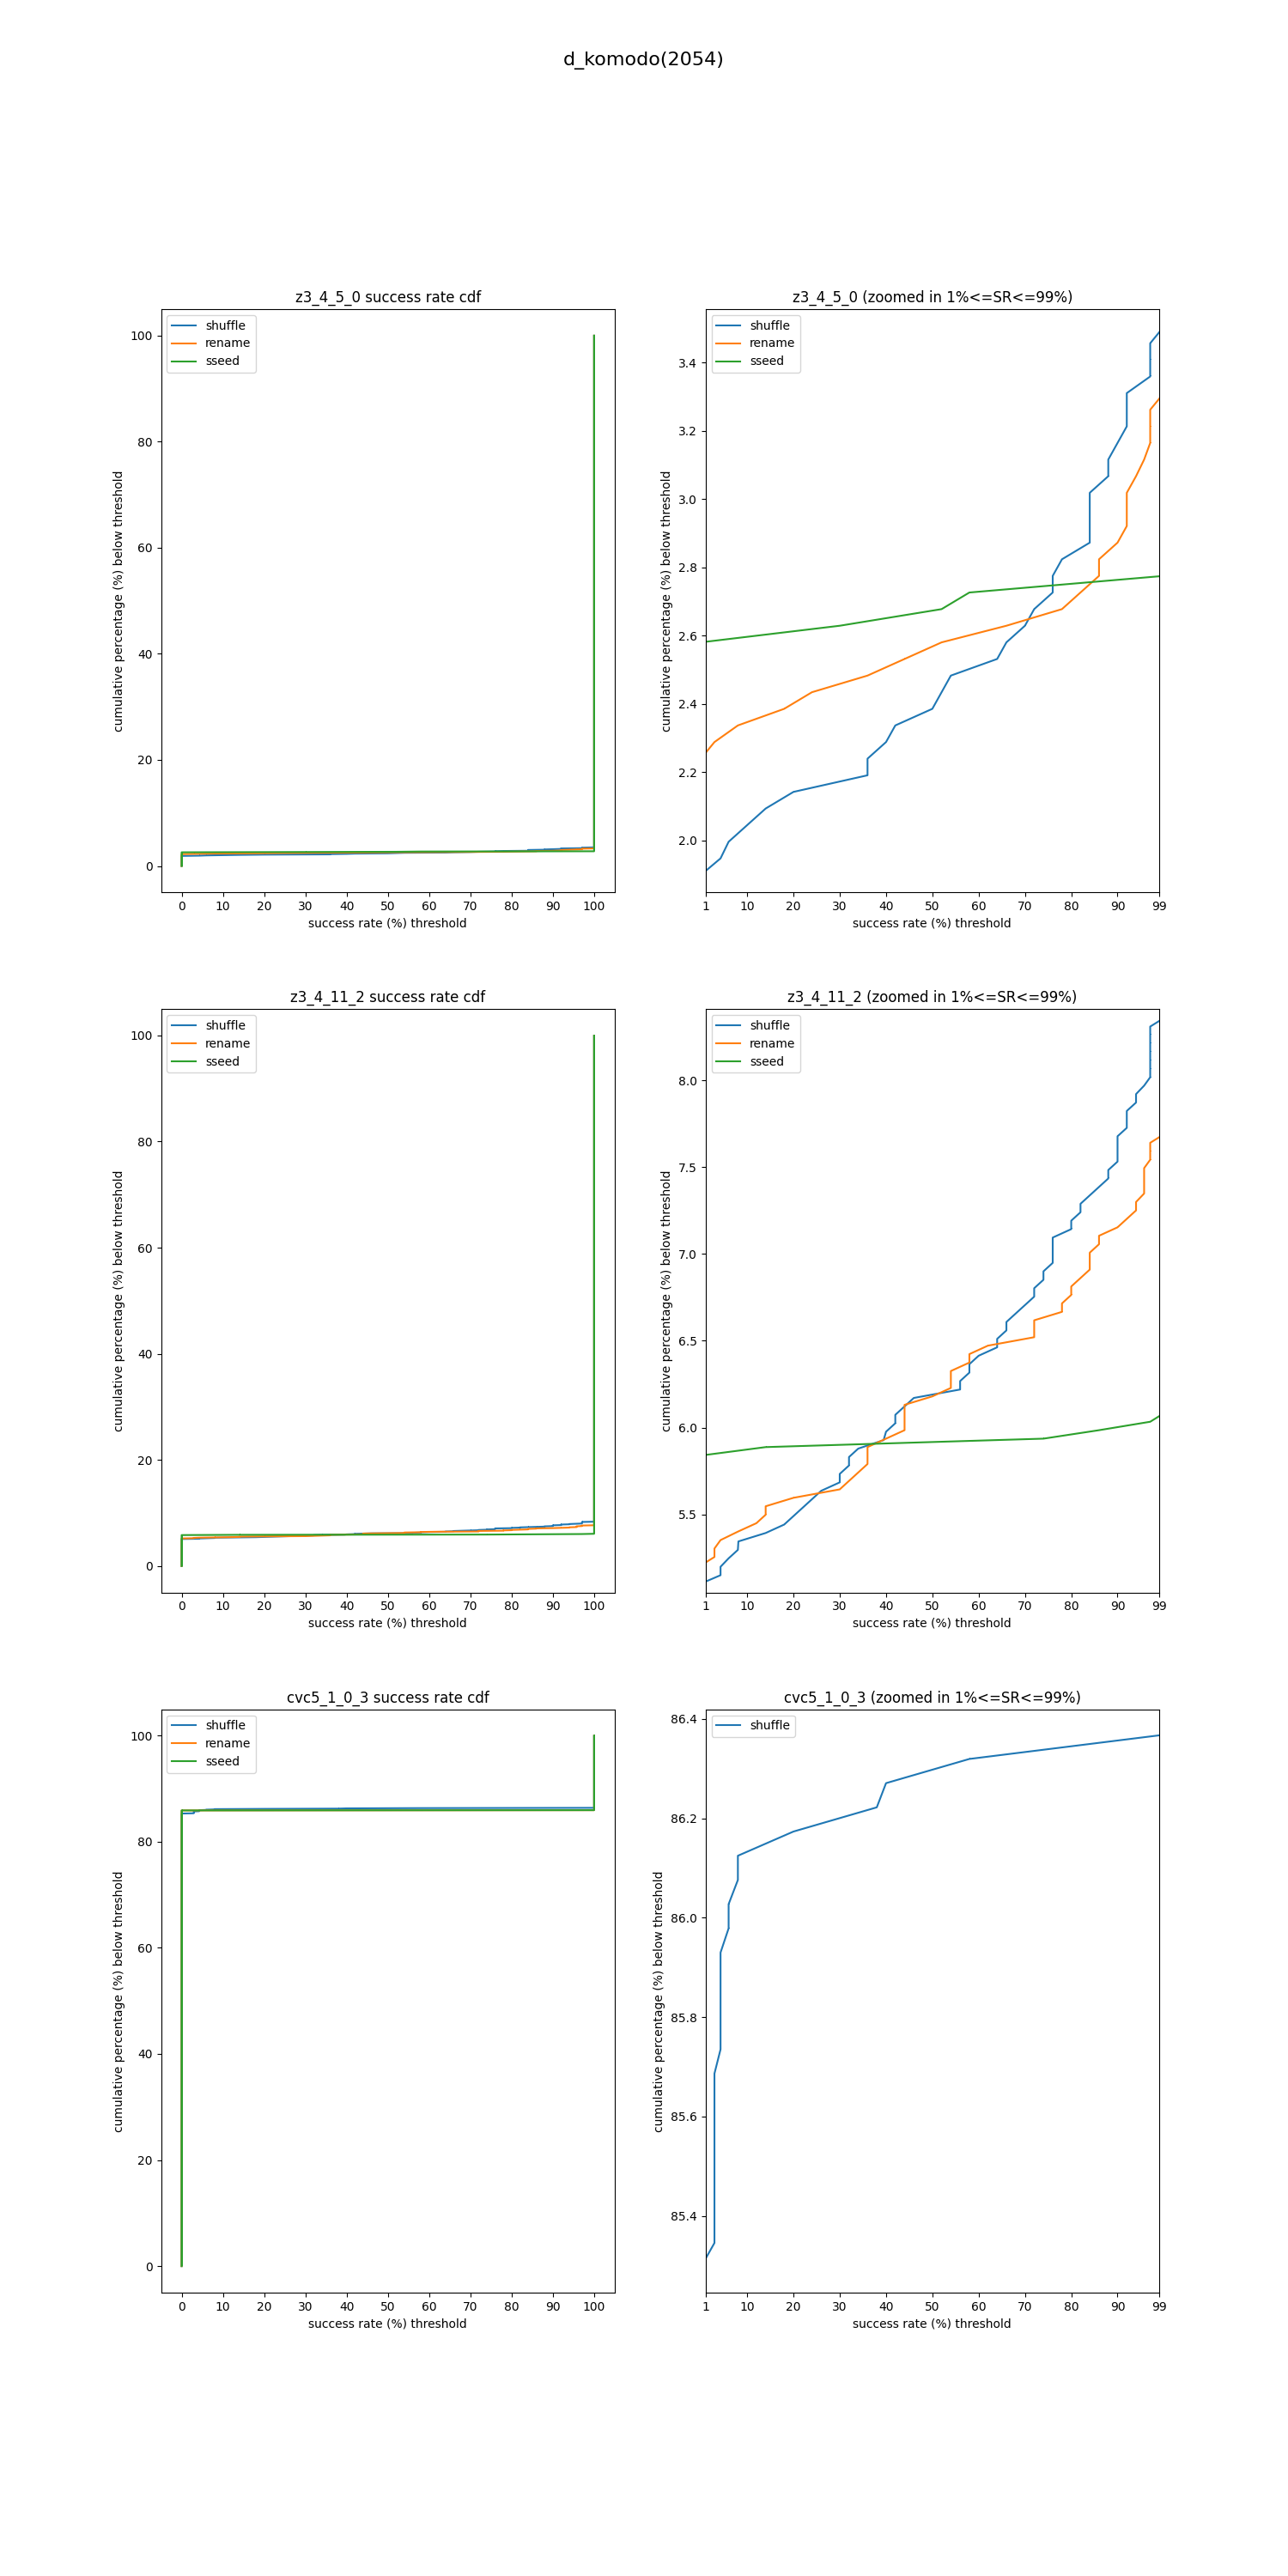 d_komodo(2054)
z3_4_5_0 success rate cdf
shuffle
rename
sseed
100
80
60
40
20
0
cumulative percentage (%) below threshold
0 10 20 30 40 50 60 70 80 90 100
success rate (%) threshold
z3_4_5_0 (zoomed in 1%<=SR<=99%)
shuffle
rename
sseed
3.4
3.2
3.0
2.8
2.6
2.4
2.2
2.0
cumulative percentage (%) below threshold
1 10 20 30 40 50 60 70 80 90 99
success rate (%) threshold
z3_4_11_2 success rate cdf
shuffle
rename
sseed
100
80
60
40
20
0
cumulative percentage (%) below threshold
0 10 20 30 40 50 60 70 80 90 100
success rate (%) threshold
z3_4_11_2 (zoomed in 1%<=SR<=99%)
shuffle
rename
sseed
8.0
7.5
7.0
6.5
6.0
5.5
cumulative percentage (%) below threshold
1 10 20 30 40 50 60 70 80 90 99
success rate (%) threshold
cvc5_1_0_3 success rate cdf
shuffle
rename
sseed
100
80
60
40
20
0
cumulative percentage (%) below threshold
0 10 20 30 40 50 60 70 80 90 100
success rate (%) threshold
cvc5_1_0_3 (zoomed in 1%<=SR<=99%)
shuffle
86.4
86.2
86.0
85.8
85.6
85.4
cumulative percentage (%) below threshold
1 10 20 30 40 50 60 70 80 90 99
success rate (%) threshold